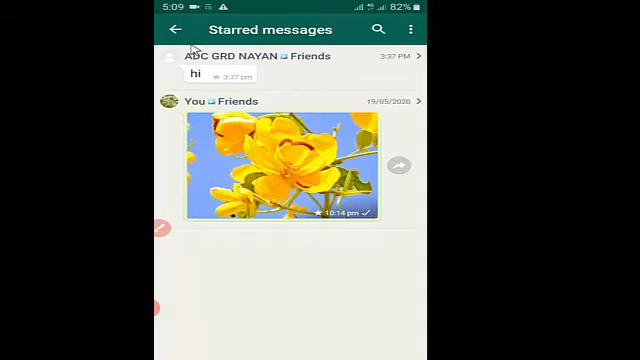 5:09 82%
Starred messages
ADC GRD NAYAN Friends 3:37 PM
hi 3:37 pm
You Friends 19/05/2020
10:14 pm